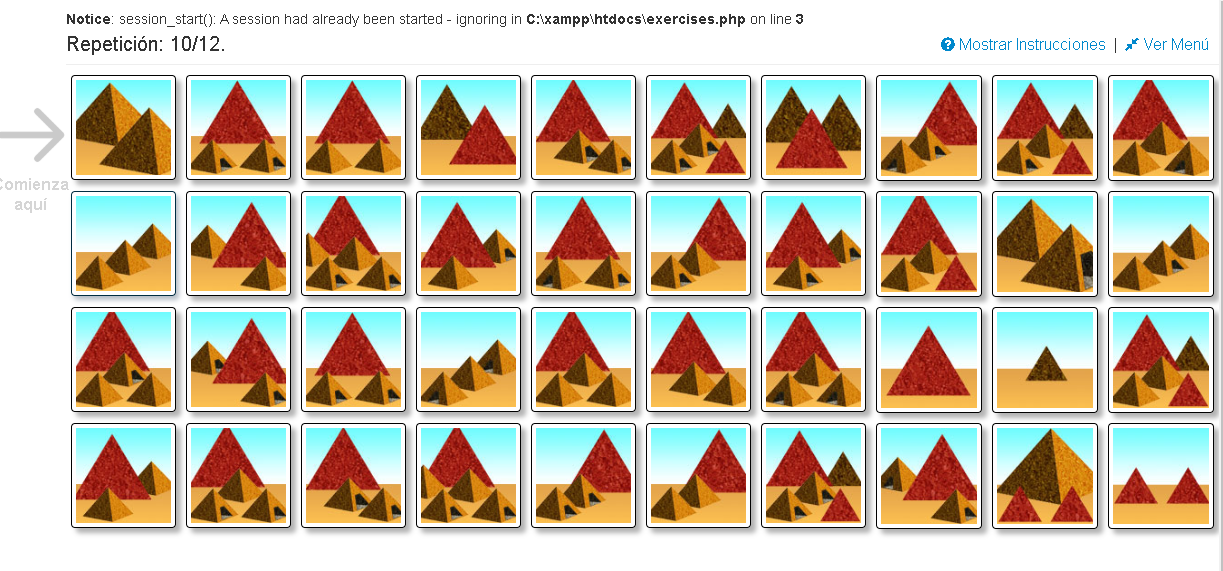 Notice: session_start(): A session had already been started - ignoring in C:\xampp\htdocs\exercises.php on line 3
Repetición: 10/12.
Mostrar Instrucciones | Ver Menú
Comienza
aquí